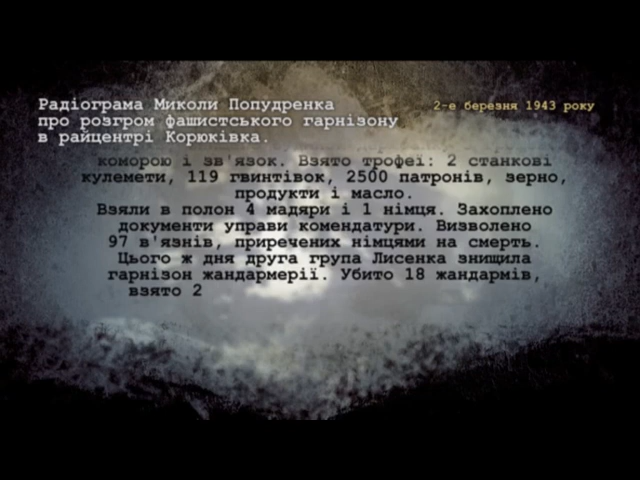 Радіограма Миколи Попудренка
2-е березня 1943 року
про розгром фашистського гарнізону
в райцентрі Корюківка.
коморою і зв'язок. Взято трофеї: 2 станкові
кулемети, 119 гвинтівок, 2500 патронів, зерно,
продукти і масло.
Взяли в полон 4 мадяри і 1 німця. Захоплено
документи управи комендатури. Визволено
97 в'язнів, приречених німцями на смерть.
Цього ж дня друга група Лисенка знищила
гарнізон жандармерії. Убито 18 жандармів,
взято 2